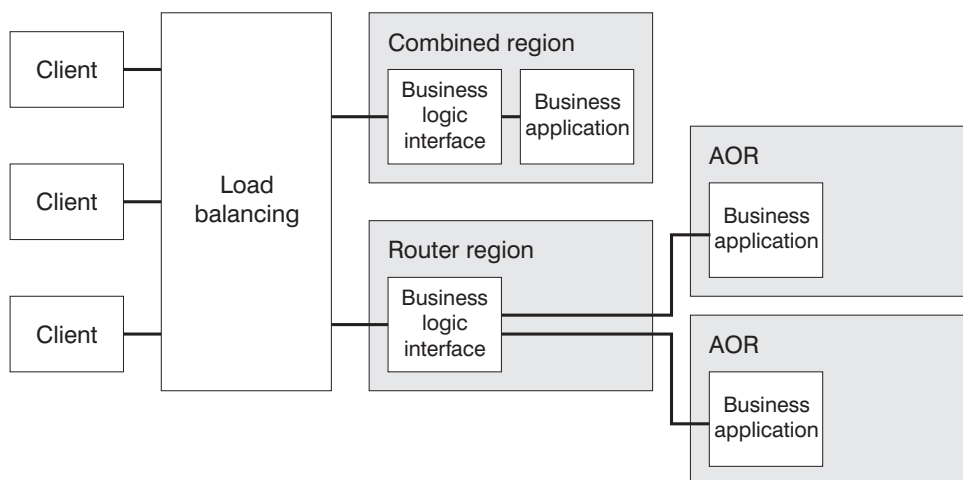 Client
Client
Client
Load
balancing
Combined region
Business
logic
interface
Business
application
Router region
Business
logic
interface
AOR
Business
application
AOR
Business
application